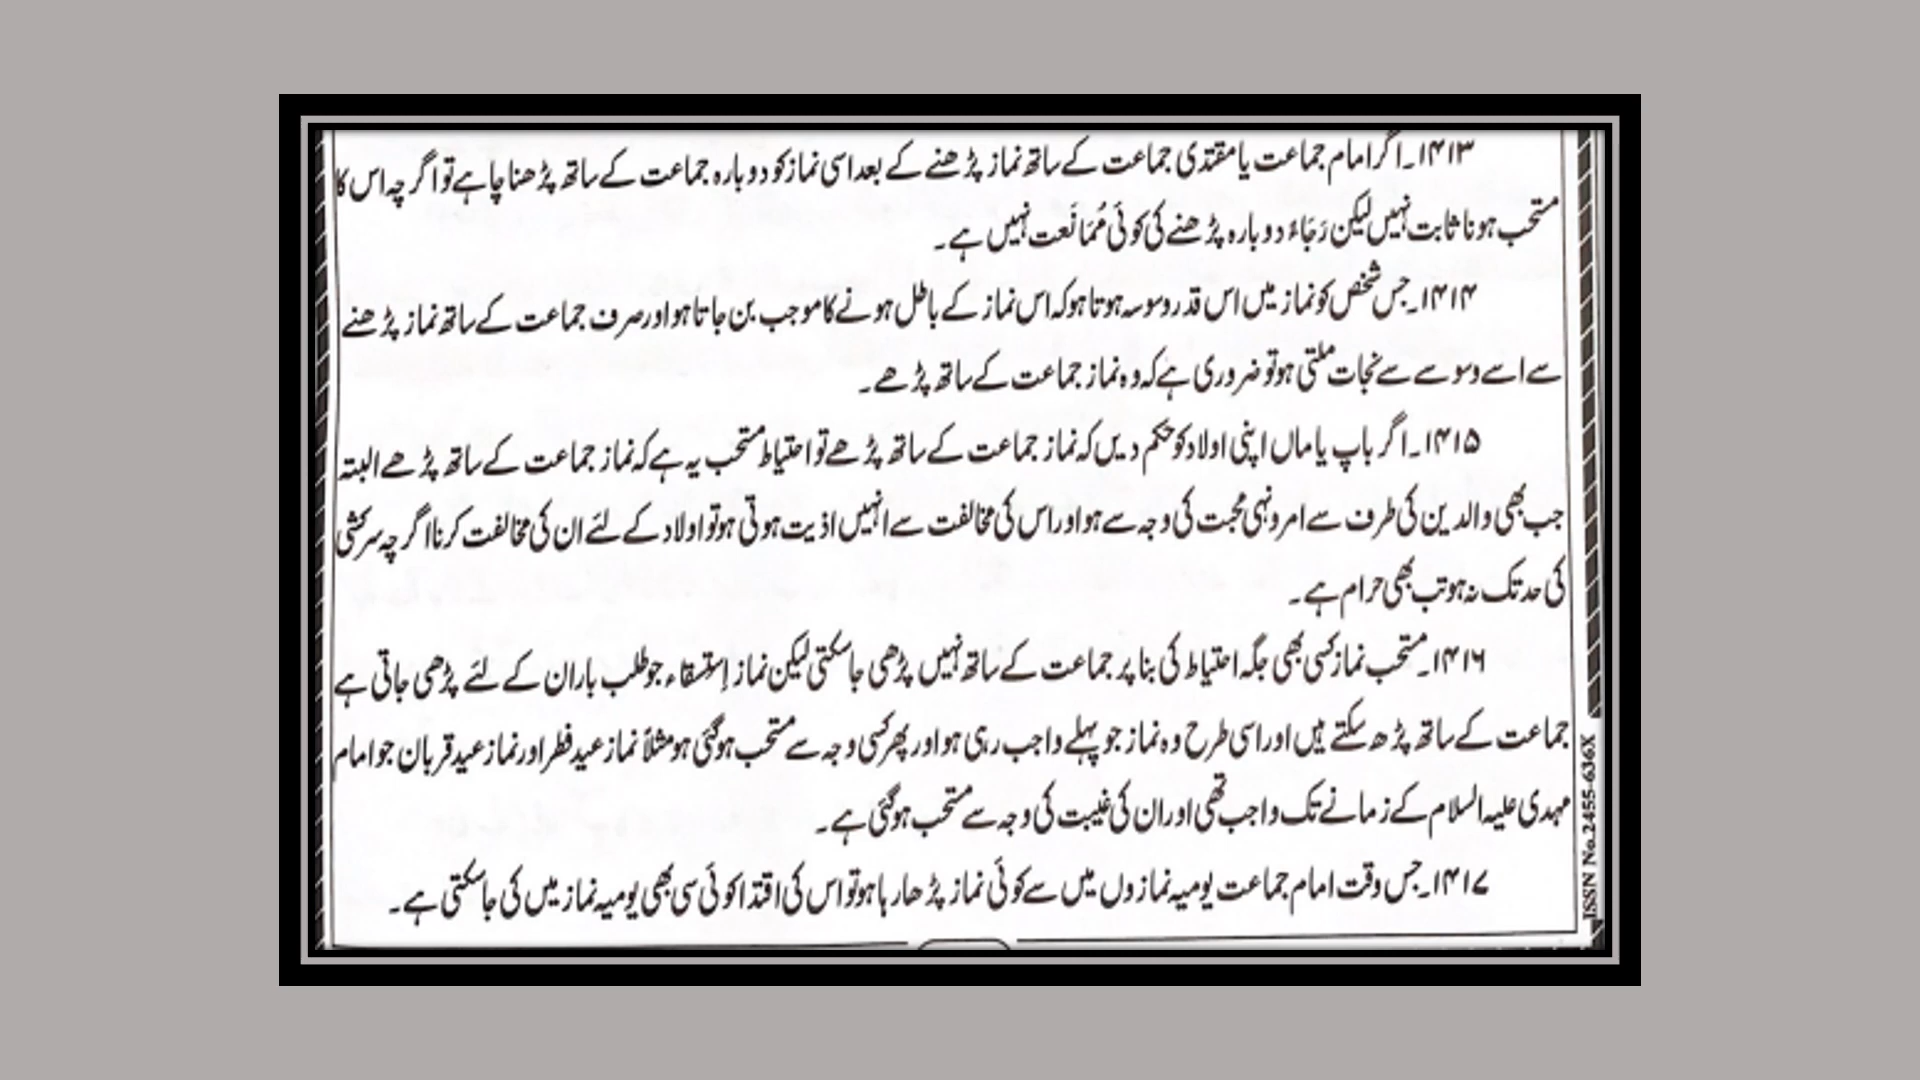 ۱۴۱۳۔اگر امام جماعت یا مقتدی جماعت کے ساتھ نماز پڑھنے کے بعد اسی نماز کو دوبارہ جماعت کے ساتھ پڑھنا چاہے تو اگر چہ اس کا
مستحب ہونا ثابت نہیں لیکن رَجَاءً دوبارہ پڑھنے کی کوئی مُمَانَعت نہیں ہے۔
۱۴۱۴۔جس شخص کو نماز میں اس قدر وسوسہ ہوتا ہو کہ اس نماز کے باطل ہونے کا موجب بن جاتا ہو اور صرف جماعت کے ساتھ نماز پڑھنے
سے اسے وسوسے سے نجات ملتی ہو تو ضروری ہے کہ وہ نماز جماعت کے ساتھ پڑھے۔
۱۴۱۵۔اگر باپ یا ماں اپنی اولاد کو حکم دیں کہ نماز جماعت کے ساتھ پڑھے تو احتیاط مستحب یہ ہے کہ نماز جماعت کے ساتھ پڑھے البتہ
جب بھی والدین کی طرف سے امر و نہی محبت کی وجہ سے ہو اور اس کی مخالفت سے انہیں اذیت ہوتی ہو تو اولاد کے لئے ان کی مخالفت کرنا اگر چہ سرکشی
کی حد تک نہ ہو تب بھی حرام ہے۔
۱۴۱۶۔مستحب نماز کسی بھی جگہ احتیاط کی بنا پر جماعت کے ساتھ نہیں پڑھی جاسکتی لیکن نماز اِستسقاء جو طلب باران کے لئے پڑھی جاتی ہے
جماعت کے ساتھ پڑھ سکتے ہیں اور اسی طرح وہ نماز جو پہلے واجب رہی ہو اور پھر کسی وجہ سے مستحب ہوگئی ہو مثلاً نماز عید فطر اور نماز عید قربان جو امام
مہدی علیہ السلام کے زمانے تک واجب تھی اور ان کی غیبت کی وجہ سے مستحب ہوگئی ہے۔
۱۴۱۷۔جس وقت امام جماعت یومیہ نمازوں میں سے کوئی نماز پڑھا رہا ہو تو اس کی اقتدا کوئی سی بھی یومیہ نماز میں کی جاسکتی ہے۔
ISSN No.2455-636X